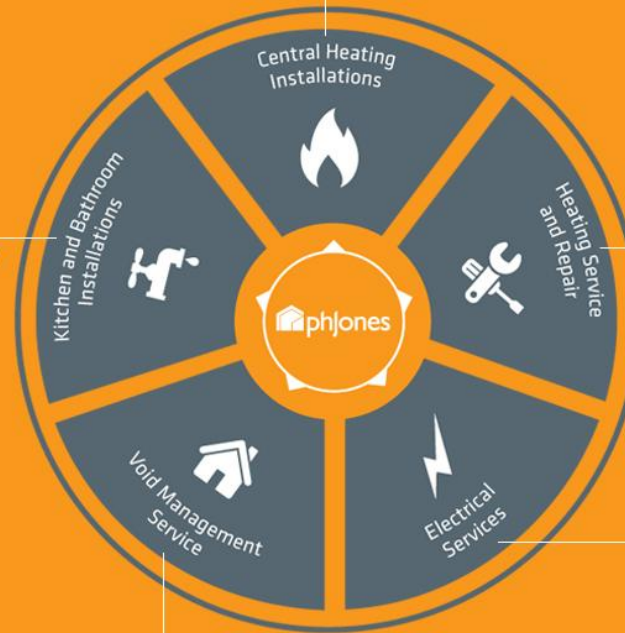 Central Heating
Installations
Heating Service
and Repair
Electrical
Services
Void Management
Service
Kitchen and Bathroom
Installations
phJones